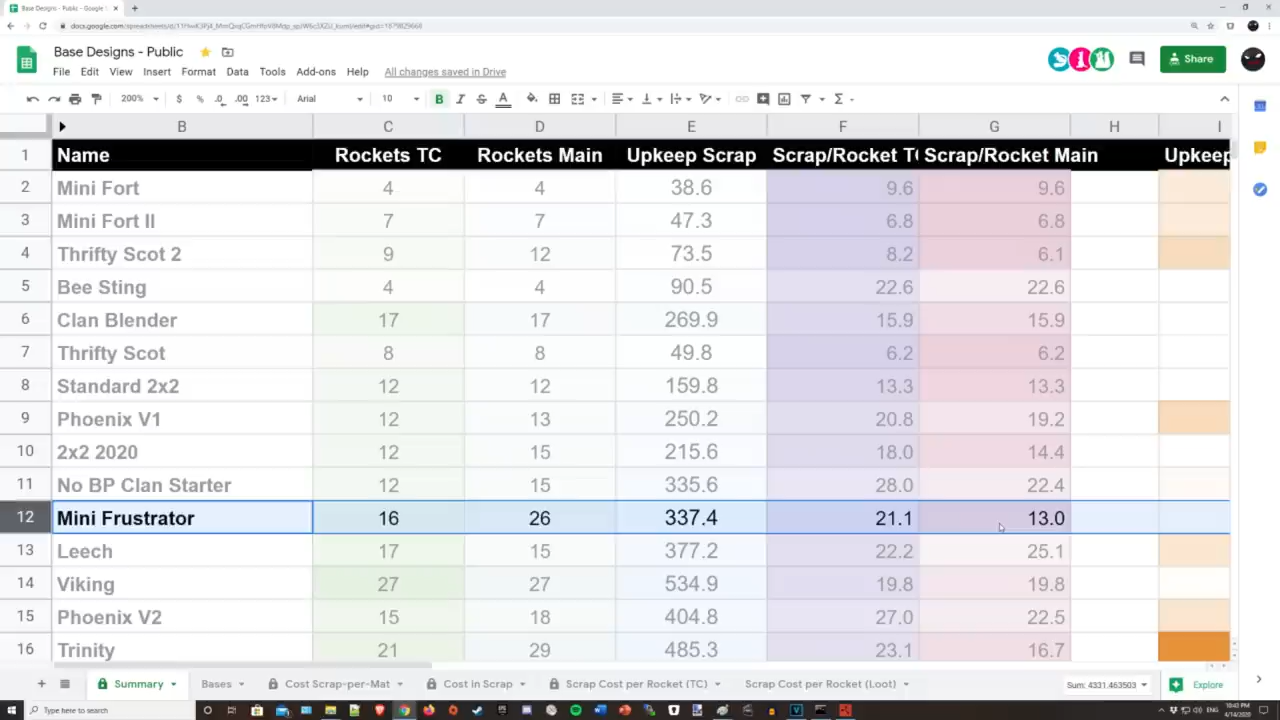 Base Designs - Public - Google S
Base Designs - Public
File Edit View Insert Format Data Tools Add-ons Help All changes saved in Drive
Share
200% $ % .0 .00 123 Arial 10 B I S A
B C D E F G H I
1 Name Rockets TC Rockets Main Upkeep Scrap Scrap/Rocket TC Scrap/Rocket Main Upkeep
2 Mini Fort 4 4 38.6 9.6 9.6
3 Mini Fort II 7 7 47.3 6.8 6.8
4 Thrifty Scot 2 9 12 73.5 8.2 6.1
5 Bee Sting 4 4 90.5 22.6 22.6
6 Clan Blender 17 17 269.9 15.9 15.9
7 Thrifty Scot 8 8 49.8 6.2 6.2
8 Standard 2x2 12 12 159.8 13.3 13.3
9 Phoenix V1 12 13 250.2 20.8 19.2
10 2x2 2020 12 15 215.6 18.0 14.4
11 No BP Clan Starter 12 15 335.6 28.0 22.4
12 Mini Frustrator 16 26 337.4 21.1 13.0
13 Leech 17 15 377.2 22.2 25.1
14 Viking 27 27 534.9 19.8 19.8
15 Phoenix V2 15 18 404.8 27.0 22.5
16 Trinity 21 29 485.3 23.1 16.7
Summary Bases Cost Scrap-per-Mat Cost in Scrap Scrap Cost per Rocket (TC) Scrap Cost per Rocket (Loot) Sum: 4331.463503 Explore
Type here to search ENG 10:43 PM
4/14/2020